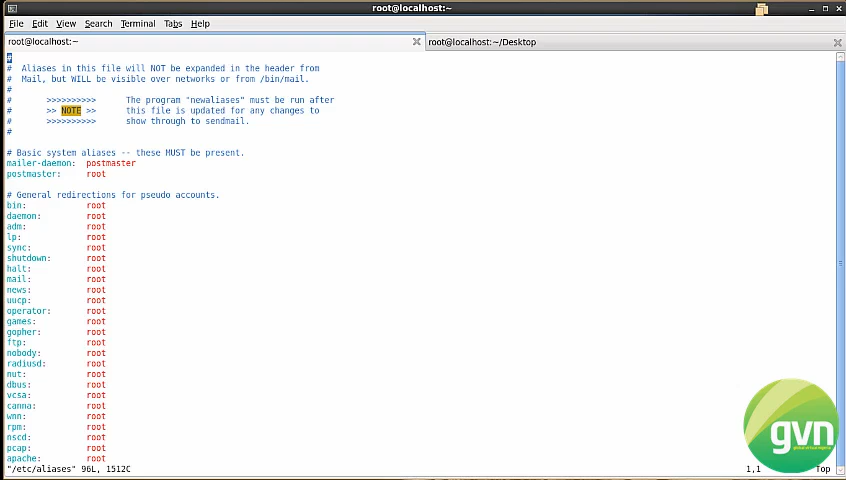 root@localhost:~
File Edit View Search Terminal Tabs Help
root@localhost:~
root@localhost:~/Desktop
#
# Aliases in this file will NOT be expanded in the header from
# Mail, but WILL be visible over networks or from /bin/mail.
#
# >>>>>>>>>> The program "newaliases" must be run after
# >> NOTE >> this file is updated for any changes to
# >>>>>>>>>> show through to sendmail.
#
# Basic system aliases -- these MUST be present.
mailer-daemon: postmaster
postmaster: root
# General redirections for pseudo accounts.
bin: root
daemon: root
adm: root
lp: root
sync: root
shutdown: root
halt: root
mail: root
news: root
uucp: root
operator: root
games: root
gopher: root
ftp: root
nobody: root
radiusd: root
nut: root
dbus: root
vcsa: root
canna: root
wnn: root
rpm: root
nscd: root
pcap: root
apache: root
"/etc/aliases" 96L, 1512C 1,1 Top
gvn